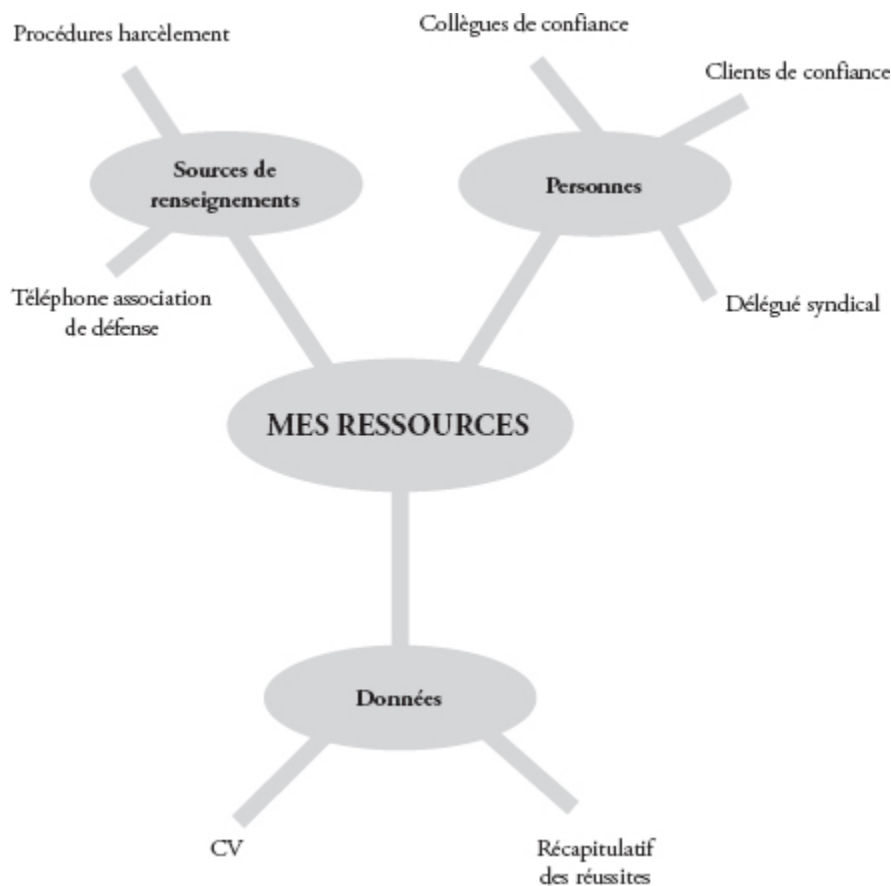 Procédures harcèlement
Collègues de confiance
Clients de confiance
Sources de
renseignements
Personnes
Téléphone association
de défense
Délégué syndical
MES RESSOURCES
Données
CV
Récapitulatif
des réussites